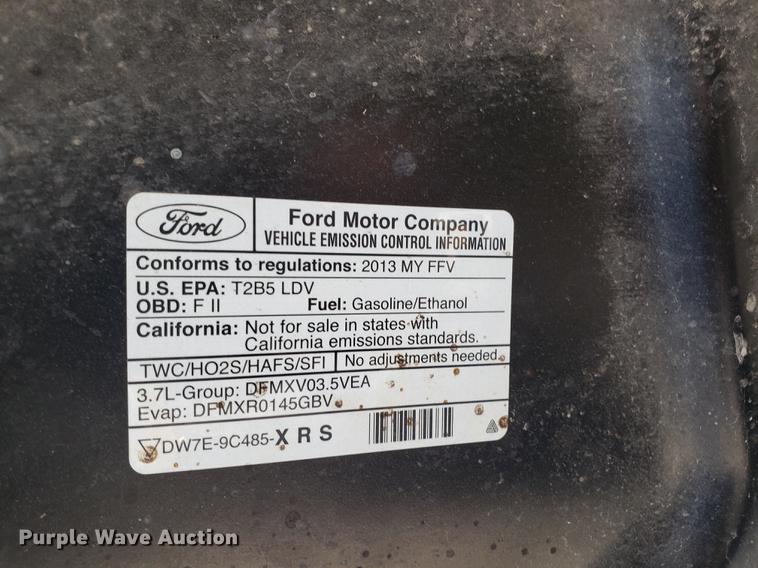 Ford
Ford Motor Company
VEHICLE EMISSION CONTROL INFORMATION
Conforms to regulations: 2013 MY FFV
U.S. EPA: T2B5 LDV
OBD: F II Fuel: Gasoline/Ethanol
California: Not for sale in states with
California emissions standards.
TWC/HO2S/HAFS/SFI No adjustments needed.
3.7L-Group: DFMXV03.5VEA
Evap: DFMXR0145GBV
DW7E-9C485-X R S
Purple Wave Auction